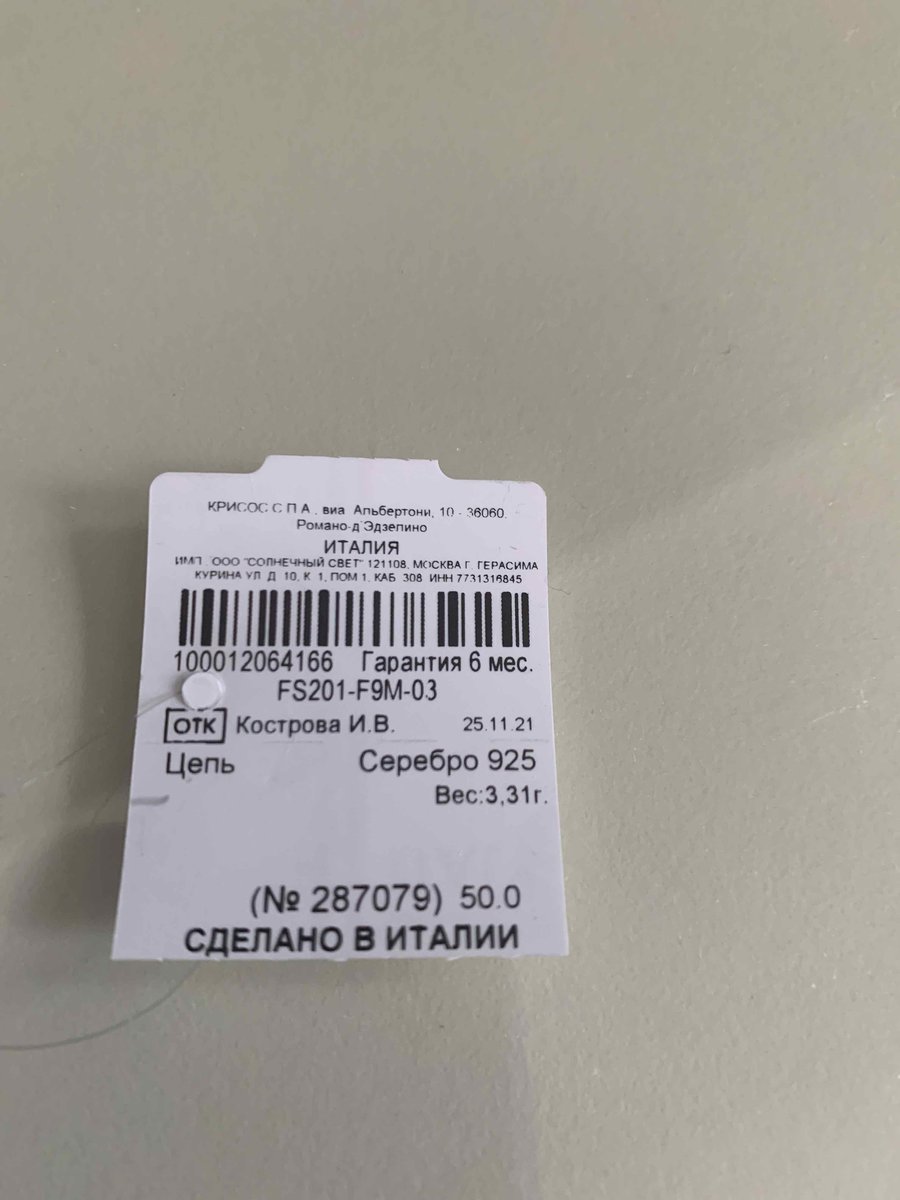 КРИСОС С П А , виа Альбертони, 10 - 36060,
Романо-д'Эдзелино
ИТАЛИЯ
ИМП. ООО "СОЛНЕЧНЫЙ СВЕТ" 121108, МОСКВА Г. ГЕРАСИМА
КУРИНА УЛ. Д. 10, К. 1, ПОМ 1, КАБ. 308 ИНН 7731316845
100012064166 Гарантия 6 мес.
FS201-F9M-03
ОТК Кострова И.В. 25.11.21
Цепь Серебро 925
Вес:3,31г.
(№ 287079) 50.0
СДЕЛАНО В ИТАЛИИ